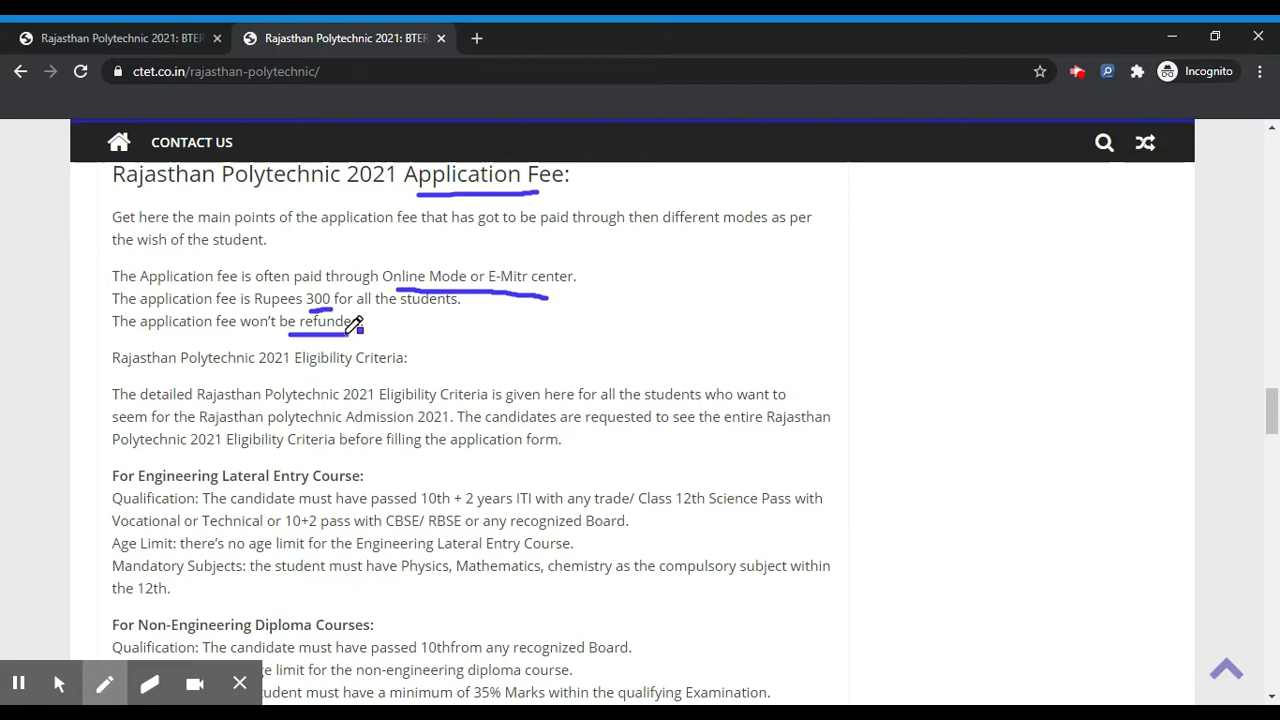 Rajasthan Polytechnic 2021: BTER
Rajasthan Polytechnic 2021: BTER
ctet.co.in/rajasthan-polytechnic/
Incognito
CONTACT US
Rajasthan Polytechnic 2021 Application Fee:
Get here the main points of the application fee that has got to be paid through then different modes as per
the wish of the student.
The Application fee is often paid through Online Mode or E-Mitr center.
The application fee is Rupees 300 for all the students.
The application fee won't be refunde
Rajasthan Polytechnic 2021 Eligibility Criteria:
The detailed Rajasthan Polytechnic 2021 Eligibility Criteria is given here for all the students who want to
seem for the Rajasthan polytechnic Admission 2021. The candidates are requested to see the entire Rajasthan
Polytechnic 2021 Eligibility Criteria before filling the application form.
For Engineering Lateral Entry Course:
Qualification: The candidate must have passed 10th + 2 years ITI with any trade/ Class 12th Science Pass with
Vocational or Technical or 10+2 pass with CBSE/ RBSE or any recognized Board.
Age Limit: there's no age limit for the Engineering Lateral Entry Course.
Mandatory Subjects: the student must have Physics, Mathematics, chemistry as the compulsory subject within
the 12th.
For Non-Engineering Diploma Courses:
Qualification: The candidate must have passed 10thfrom any recognized Board.
ge limit for the non-engineering diploma course.
tudent must have a minimum of 35% Marks within the qualifying Examination.